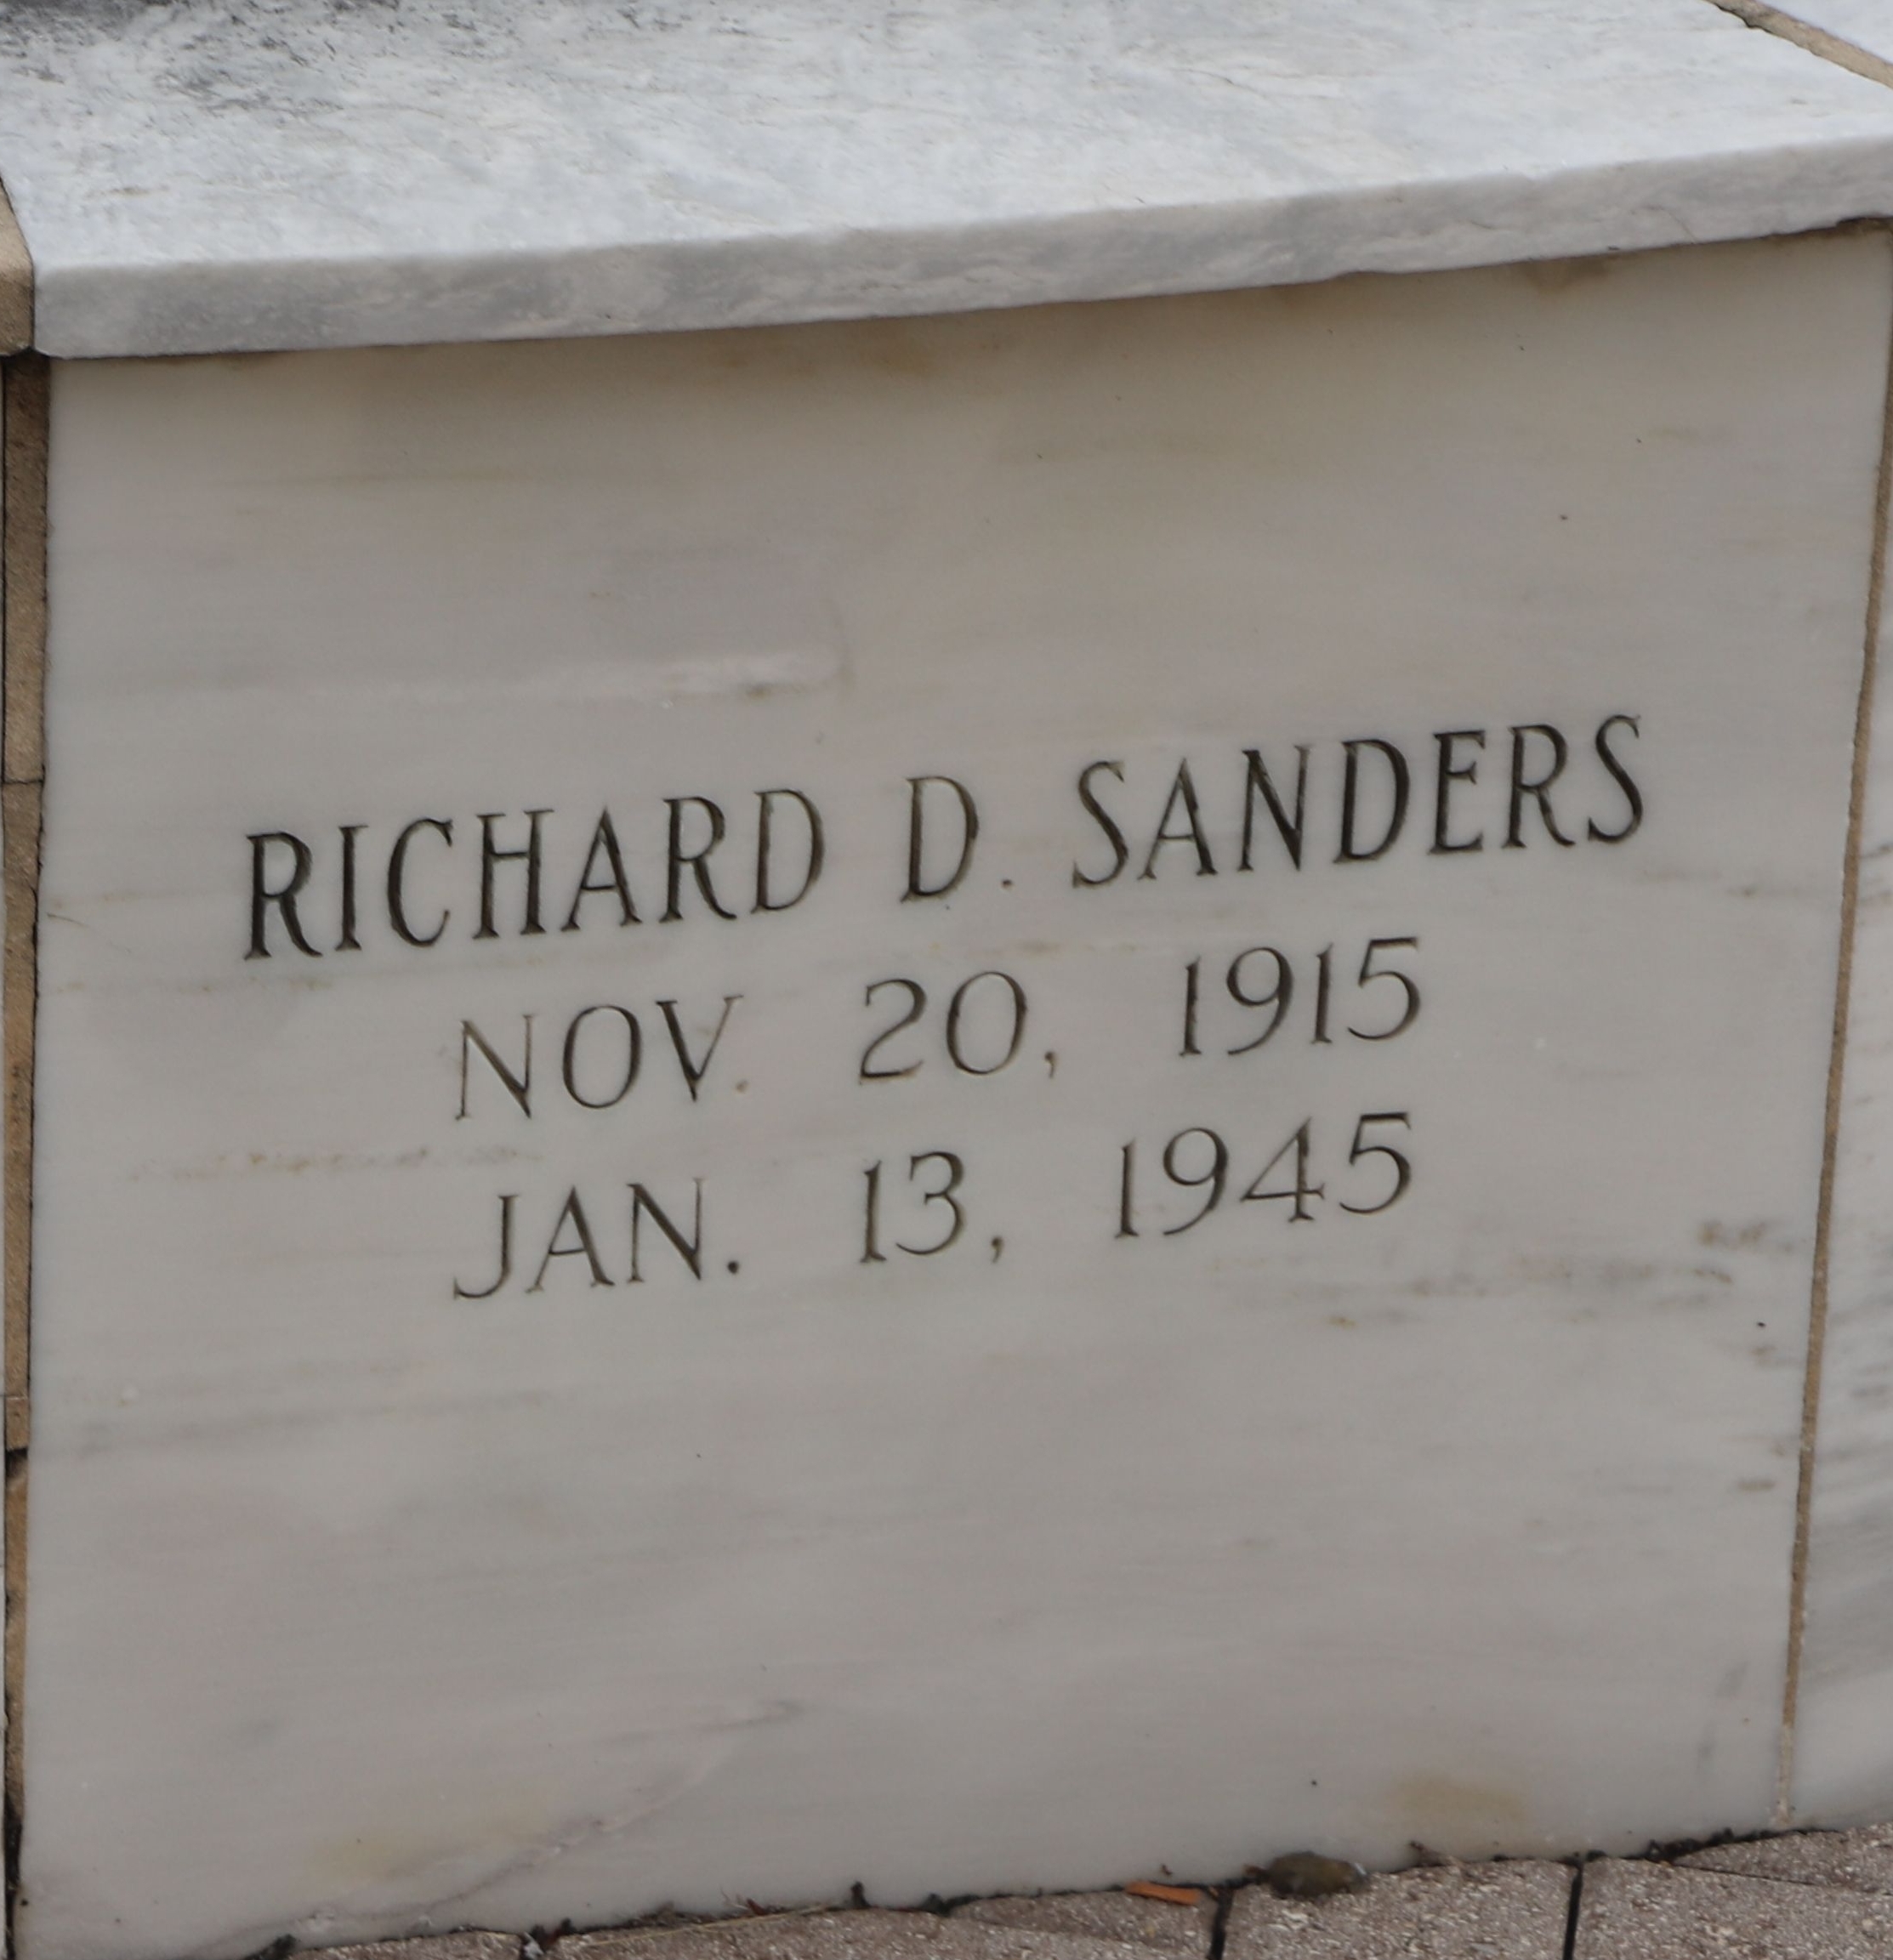 RICHARD D. SANDERS
NOV. 20, 1915
JAN. 13, 1945